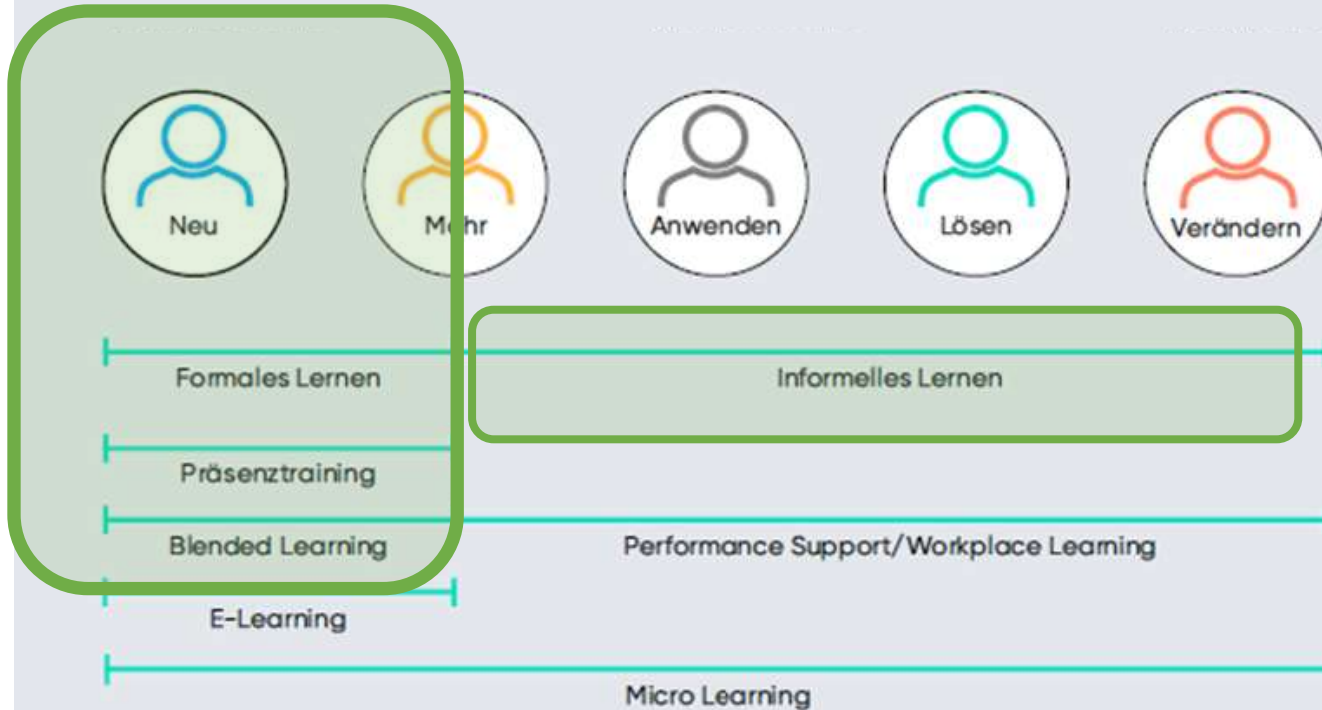 Neu
Mehr
Anwenden
Lösen
Verändern
Formales Lernen
Informelles Lernen
Präsenztraining
Blended Learning
Performance Support/Workplace Learning
E-Learning
Micro Learning